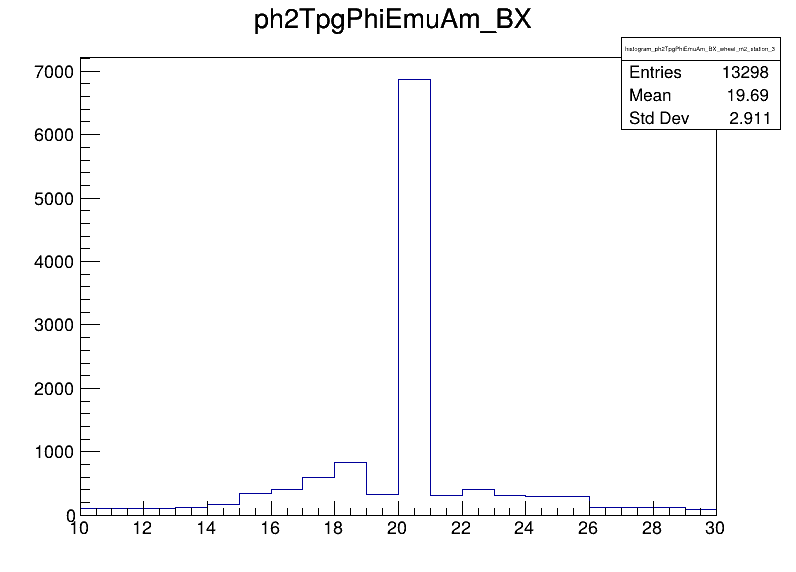 ph2TpgPhiEmuAm_BX
histogram_ph2TpgPhiEmuAm_BX_wheel_m2_station_3
Entries 13298
Mean 19.69
Std Dev 2.911
7000
6000
5000
4000
3000
2000
1000
0
10 12 14 16 18 20 22 24 26 28 30